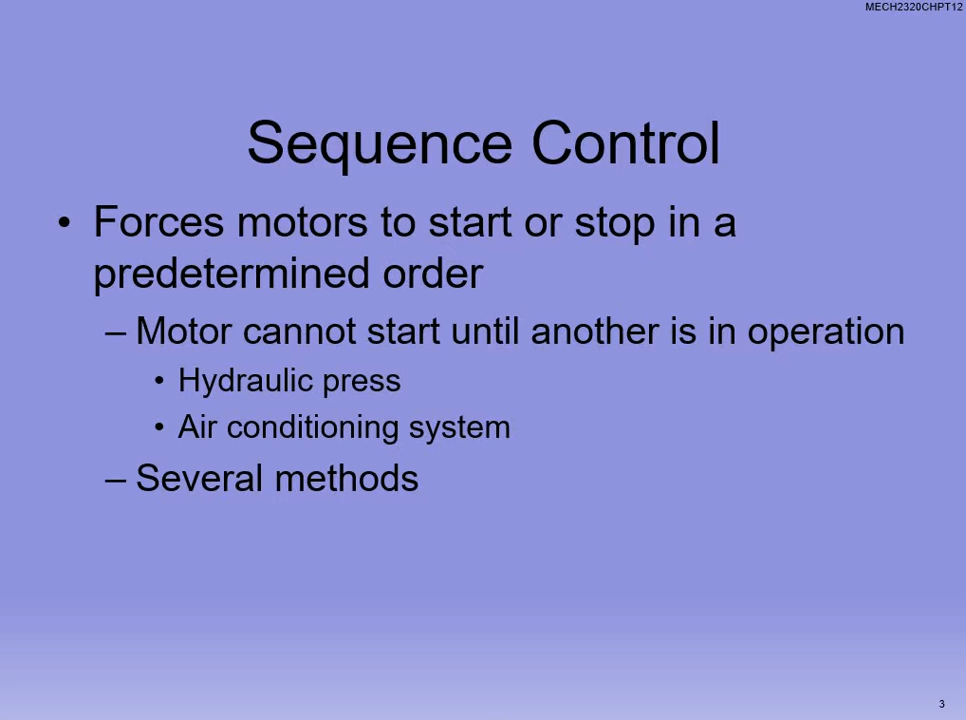 MECH2320CHPT12
Sequence Control
• Forces motors to start or stop in a
predetermined order
– Motor cannot start until another is in operation
• Hydraulic press
• Air conditioning system
– Several methods
3